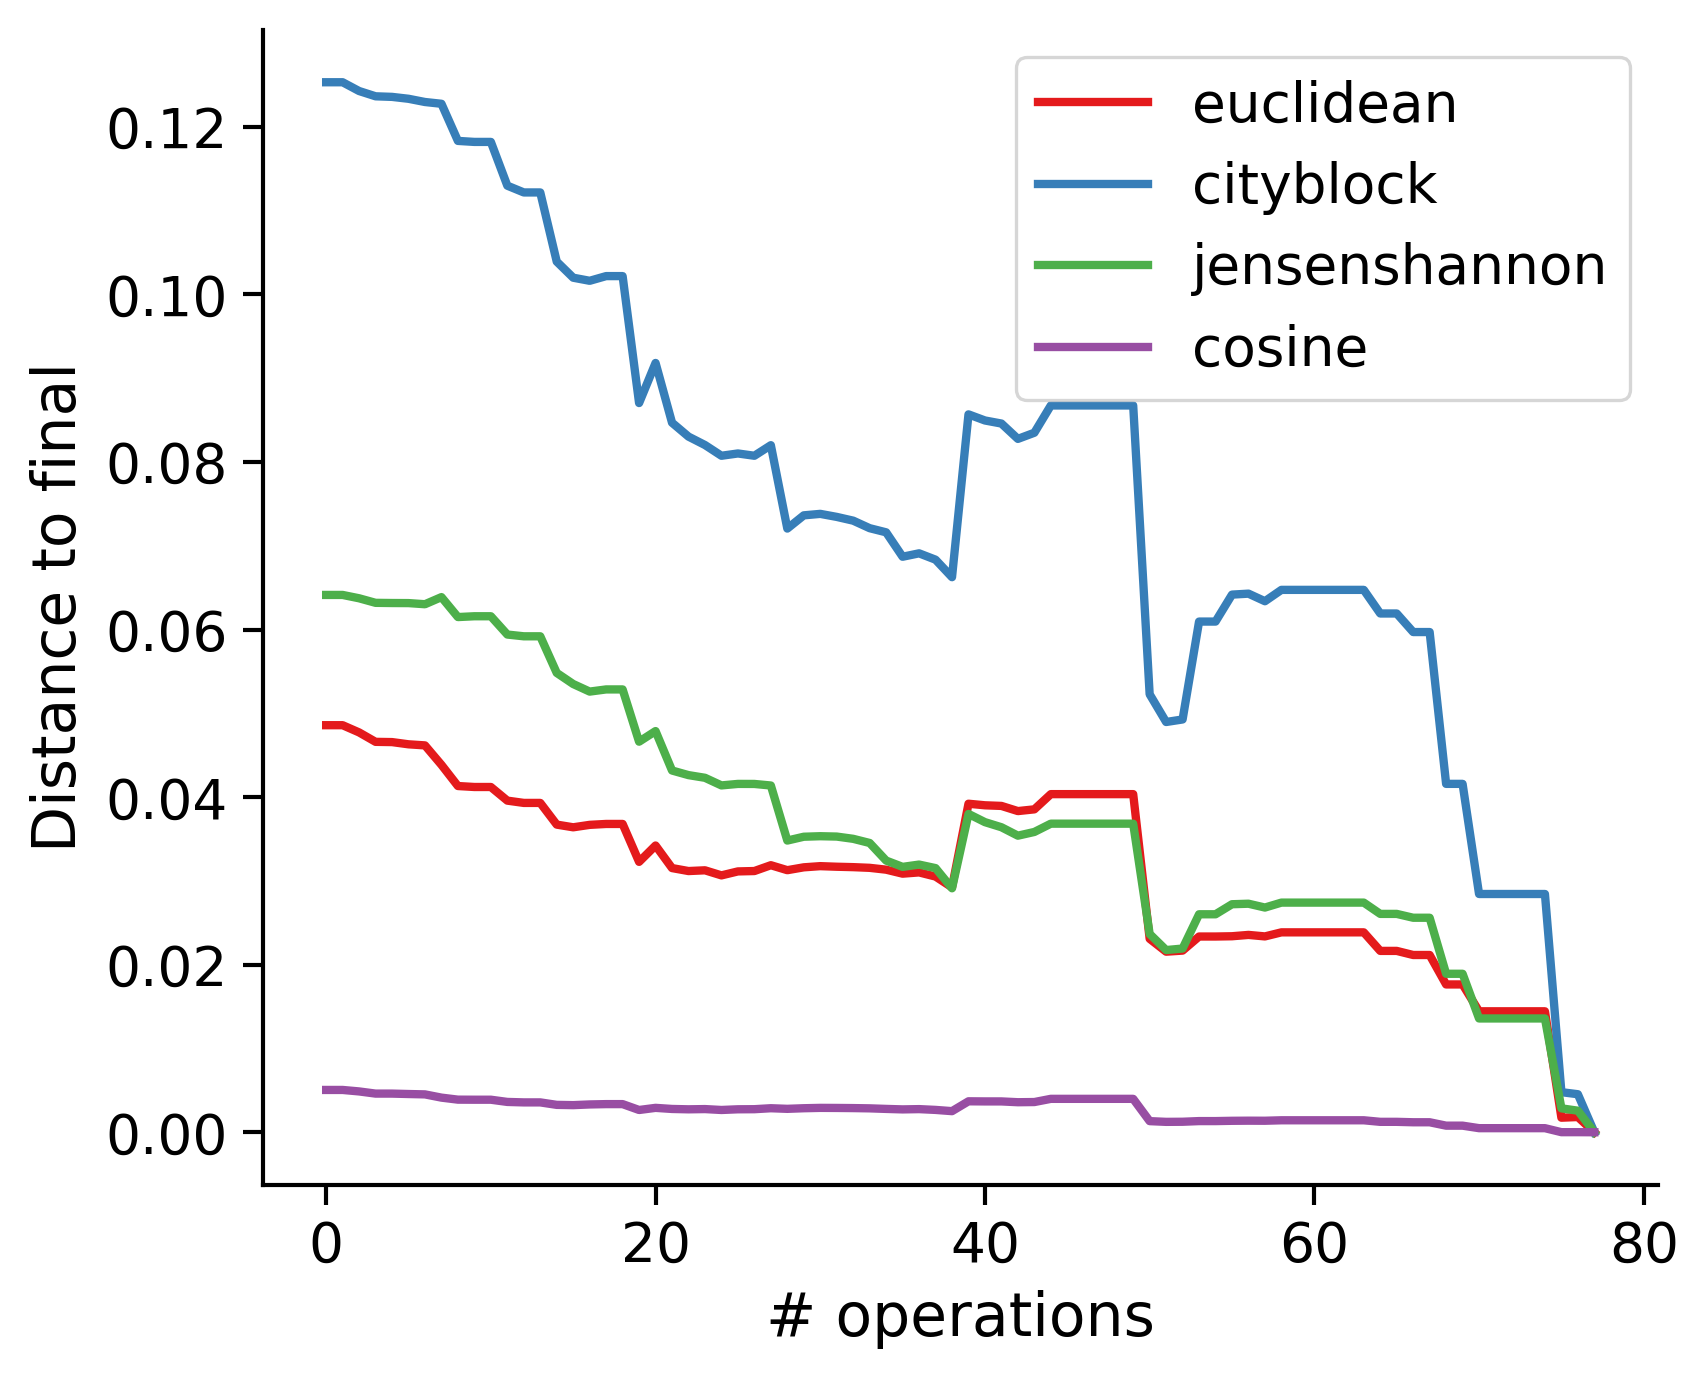 euclidean
cityblock
jensenshannon
cosine
0.12
0.10
0.08
0.06
0.04
0.02
0.00
Distance to final
0 20 40 60 80
# operations